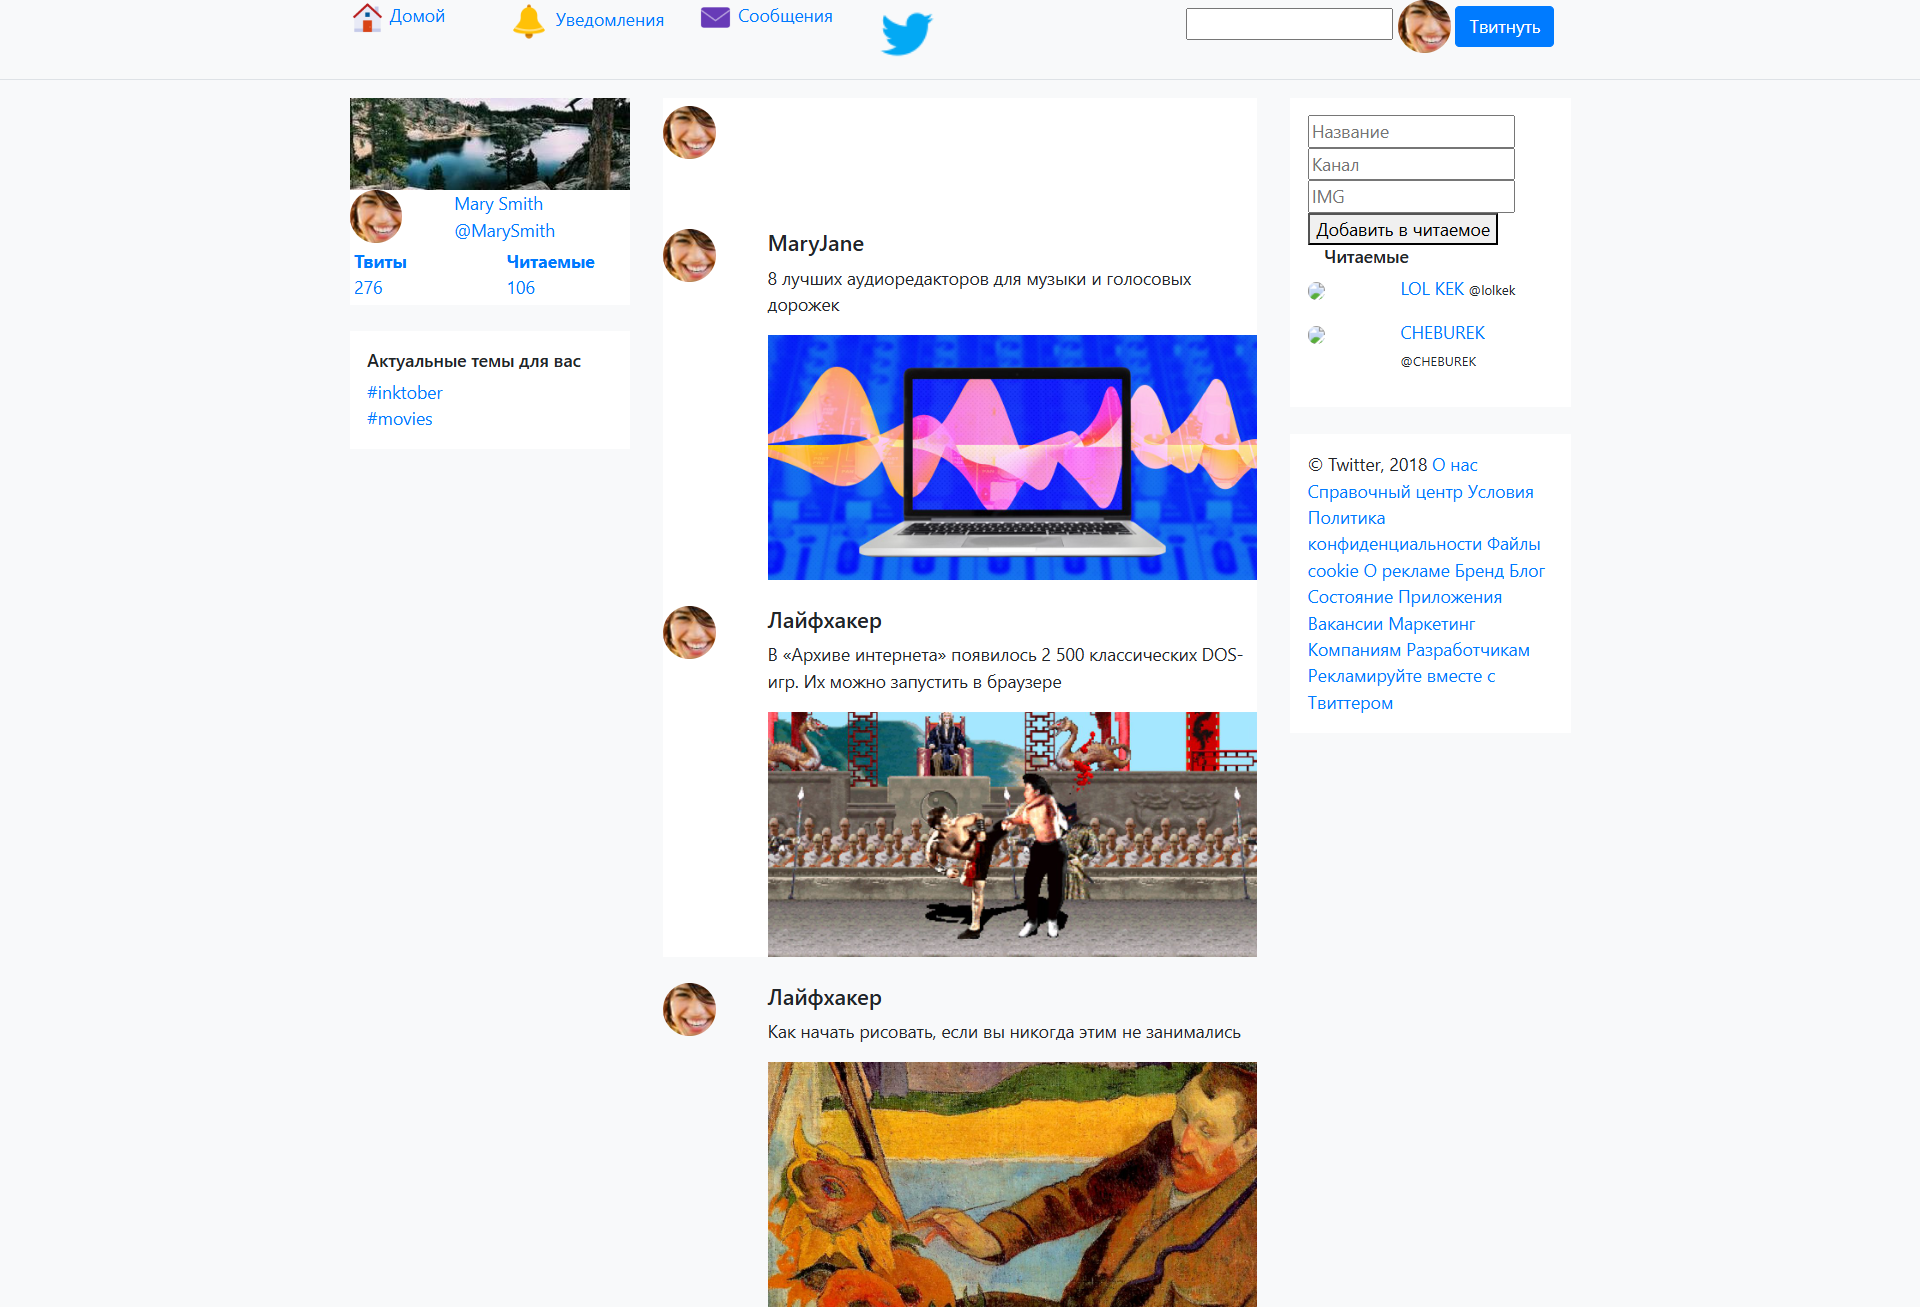 Домой
Уведомления
Сообщения
Твитнуть
Mary Smith
@MarySmith
Твиты
Читаемые
276
106
Актуальные темы для вас
#inktober
#movies
MaryJane
8 лучших аудиоредакторов для музыки и голосовых
дорожек
Лайфхакер
В «Архиве интернета» появилось 2 500 классических DOS-
игр. Их можно запустить в браузере
Лайфхакер
Как начать рисовать, если вы никогда этим не занимались
Название
Канал
IMG
Добавить в читаемое
Читаемые
LOL KEK @lolkek
CHEBUREK
@CHEBUREK
© Twitter, 2018 О нас
Справочный центр Условия
Политика
конфиденциальности Файлы
cookie О рекламе Бренд Блог
Состояние Приложения
Вакансии Маркетинг
Компаниям Разработчикам
Рекламируйте вместе с
Твиттером